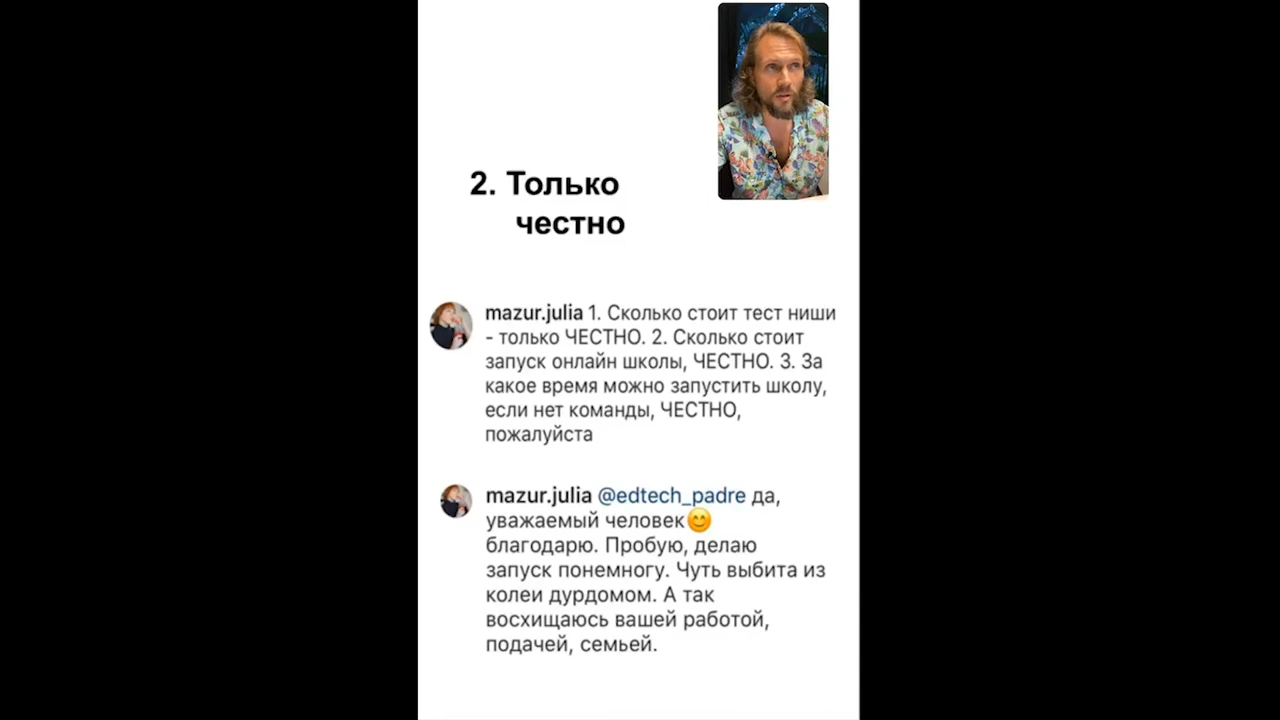 2. Только
честно
mazur.julia 1. Сколько стоит тест ниши
- только ЧЕСТНО. 2. Сколько стоит
запуск онлайн школы, ЧЕСТНО. 3. За
какое время можно запустить школу,
если нет команды, ЧЕСТНО,
пожалуйста
mazur.julia @edtech_padre да,
уважаемый человек😊
благодарю. Пробую, делаю
запуск понемногу. Чуть выбита из
колеи дурдомом. А так
восхищаюсь вашей работой,
подачей, семьей.